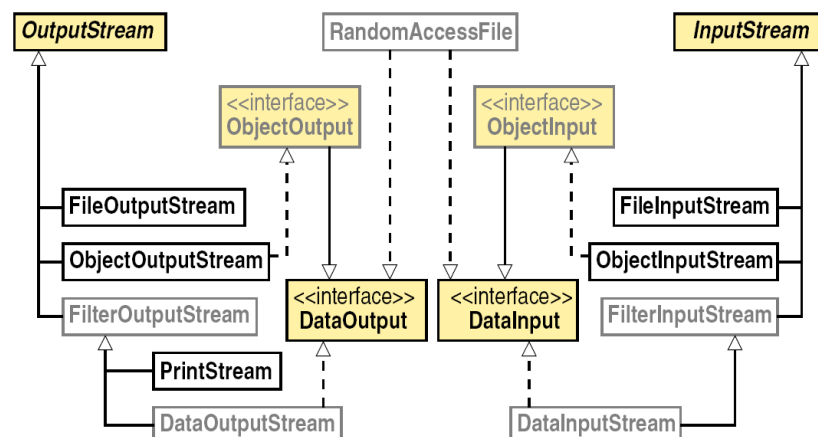 OutputStream
RandomAccessFile
InputStream
<<interface>>
ObjectOutput
<<interface>>
ObjectInput
FileOutputStream
FileInputStream
ObjectOutputStream
ObjectInputStream
<<interface>>
DataOutput
<<interface>>
DataInput
FilterOutputStream
FilterInputStream
PrintStream
DataOutputStream
DataInputStream